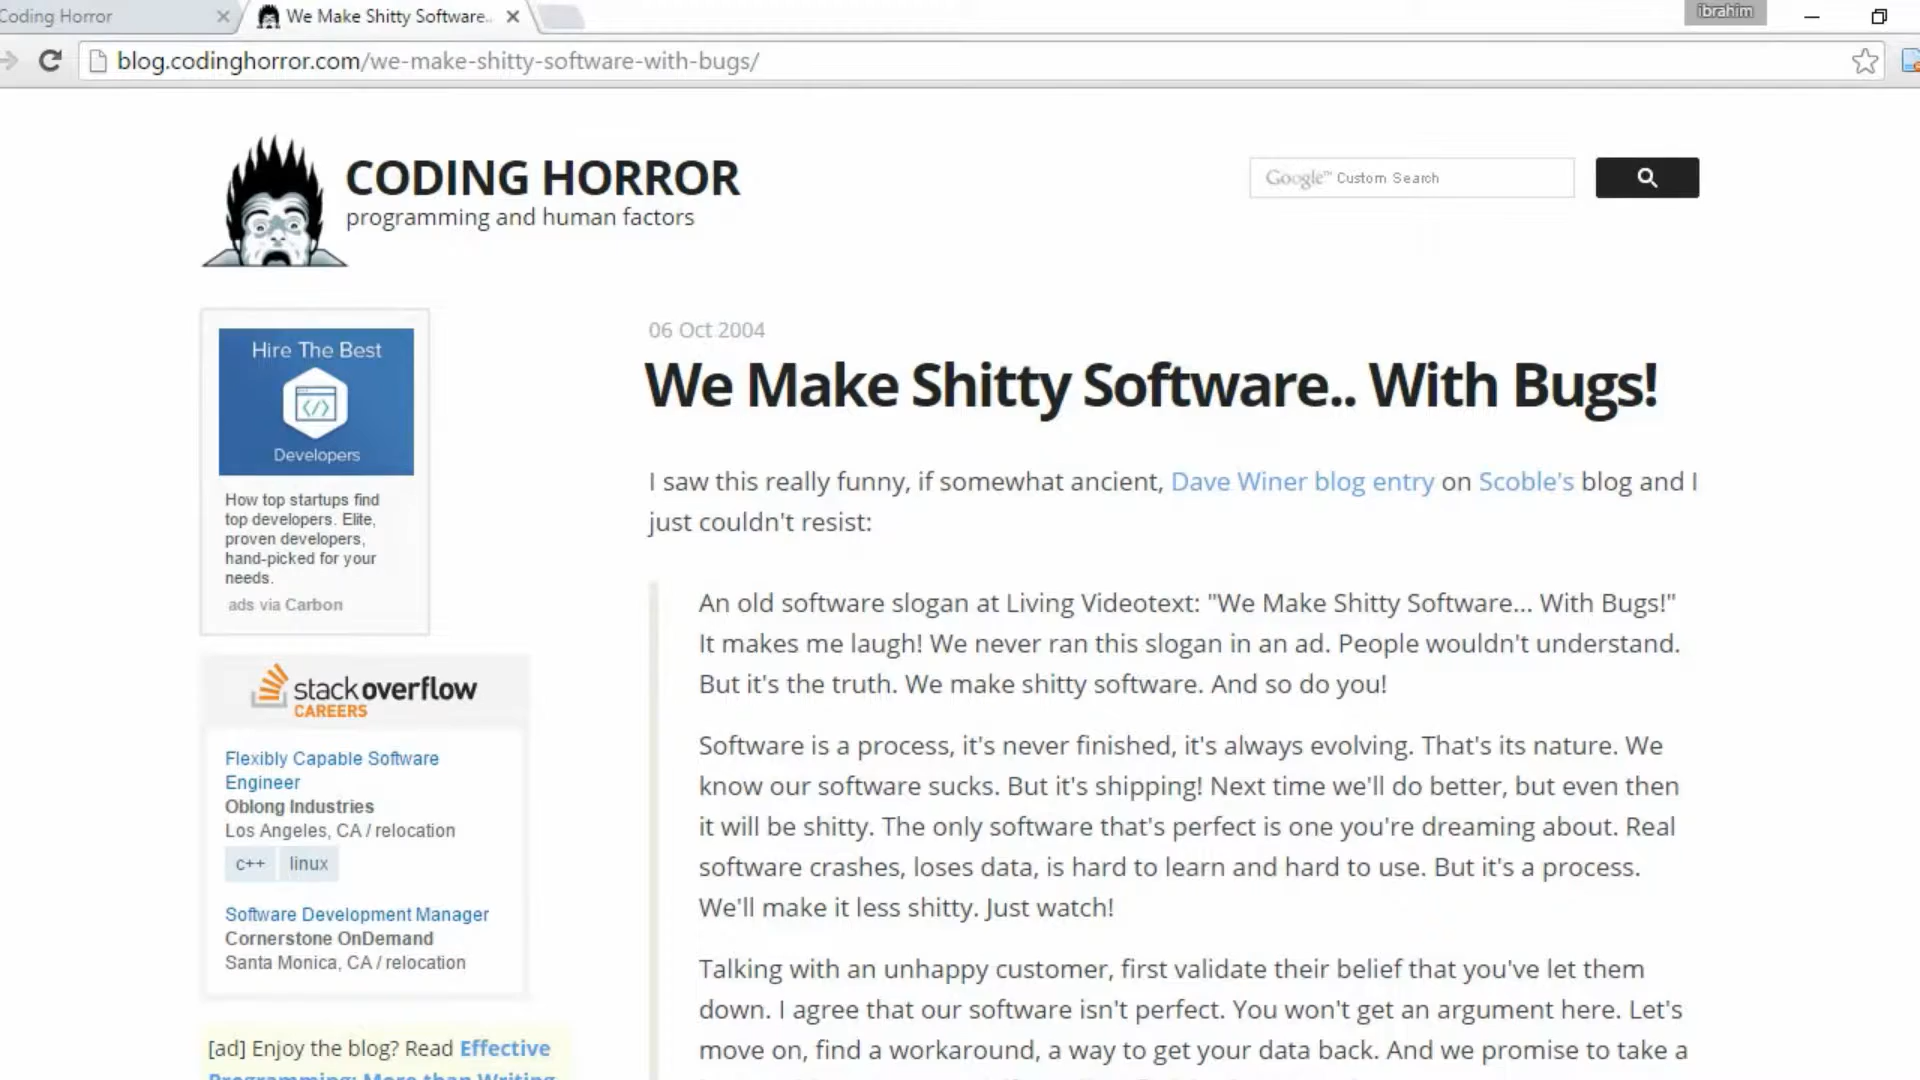 Coding Horror
We Make Shitty Software..
ibrahim
blog.codinghorror.com/we-make-shitty-software-with-bugs/
CODING HORROR
programming and human factors
Google™ Custom Search
Hire The Best
Developers
How top startups find
top developers. Elite,
proven developers,
hand-picked for your
needs.
ads via Carbon
stackoverflow
CAREERS
Flexibly Capable Software
Engineer
Oblong Industries
Los Angeles, CA / relocation
c++ linux
Software Development Manager
Cornerstone OnDemand
Santa Monica, CA / relocation
[ad] Enjoy the blog? Read Effective
Programming: More than Writing
06 Oct 2004
We Make Shitty Software.. With Bugs!
I saw this really funny, if somewhat ancient, Dave Winer blog entry on Scoble's blog and I
just couldn't resist:
An old software slogan at Living Videotext: "We Make Shitty Software... With Bugs!"
It makes me laugh! We never ran this slogan in an ad. People wouldn't understand.
But it's the truth. We make shitty software. And so do you!
Software is a process, it's never finished, it's always evolving. That's its nature. We
know our software sucks. But it's shipping! Next time we'll do better, but even then
it will be shitty. The only software that's perfect is one you're dreaming about. Real
software crashes, loses data, is hard to learn and hard to use. But it's a process.
We'll make it less shitty. Just watch!
Talking with an unhappy customer, first validate their belief that you've let them
down. I agree that our software isn't perfect. You won't get an argument here. Let's
move on, find a workaround, a way to get your data back. And we promise to take a